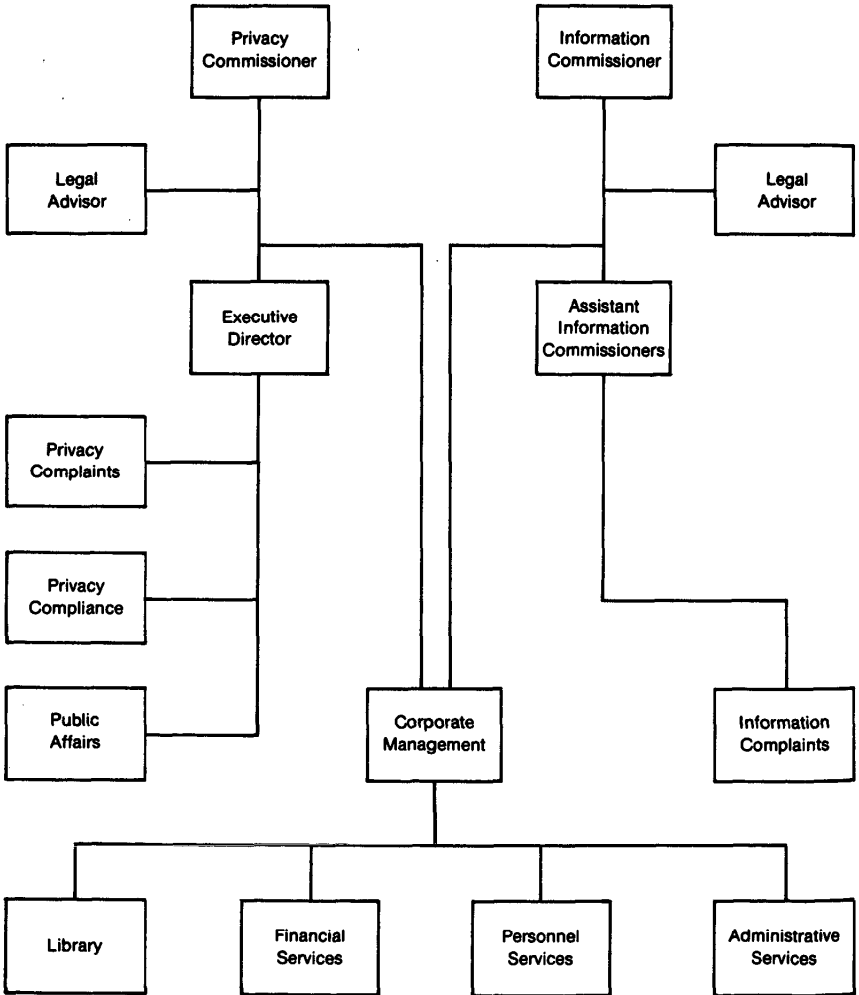 Privacy
Commissioner
Information
Commissioner
Legal
Advisor
Legal
Advisor
Executive
Director
Assistant
Information
Commissioners
Privacy
Complaints
Privacy
Compliance
Public
Affairs
Corporate
Management
Information
Complaints
Library
Financial
Services
Personnel
Services
Administrative
Services